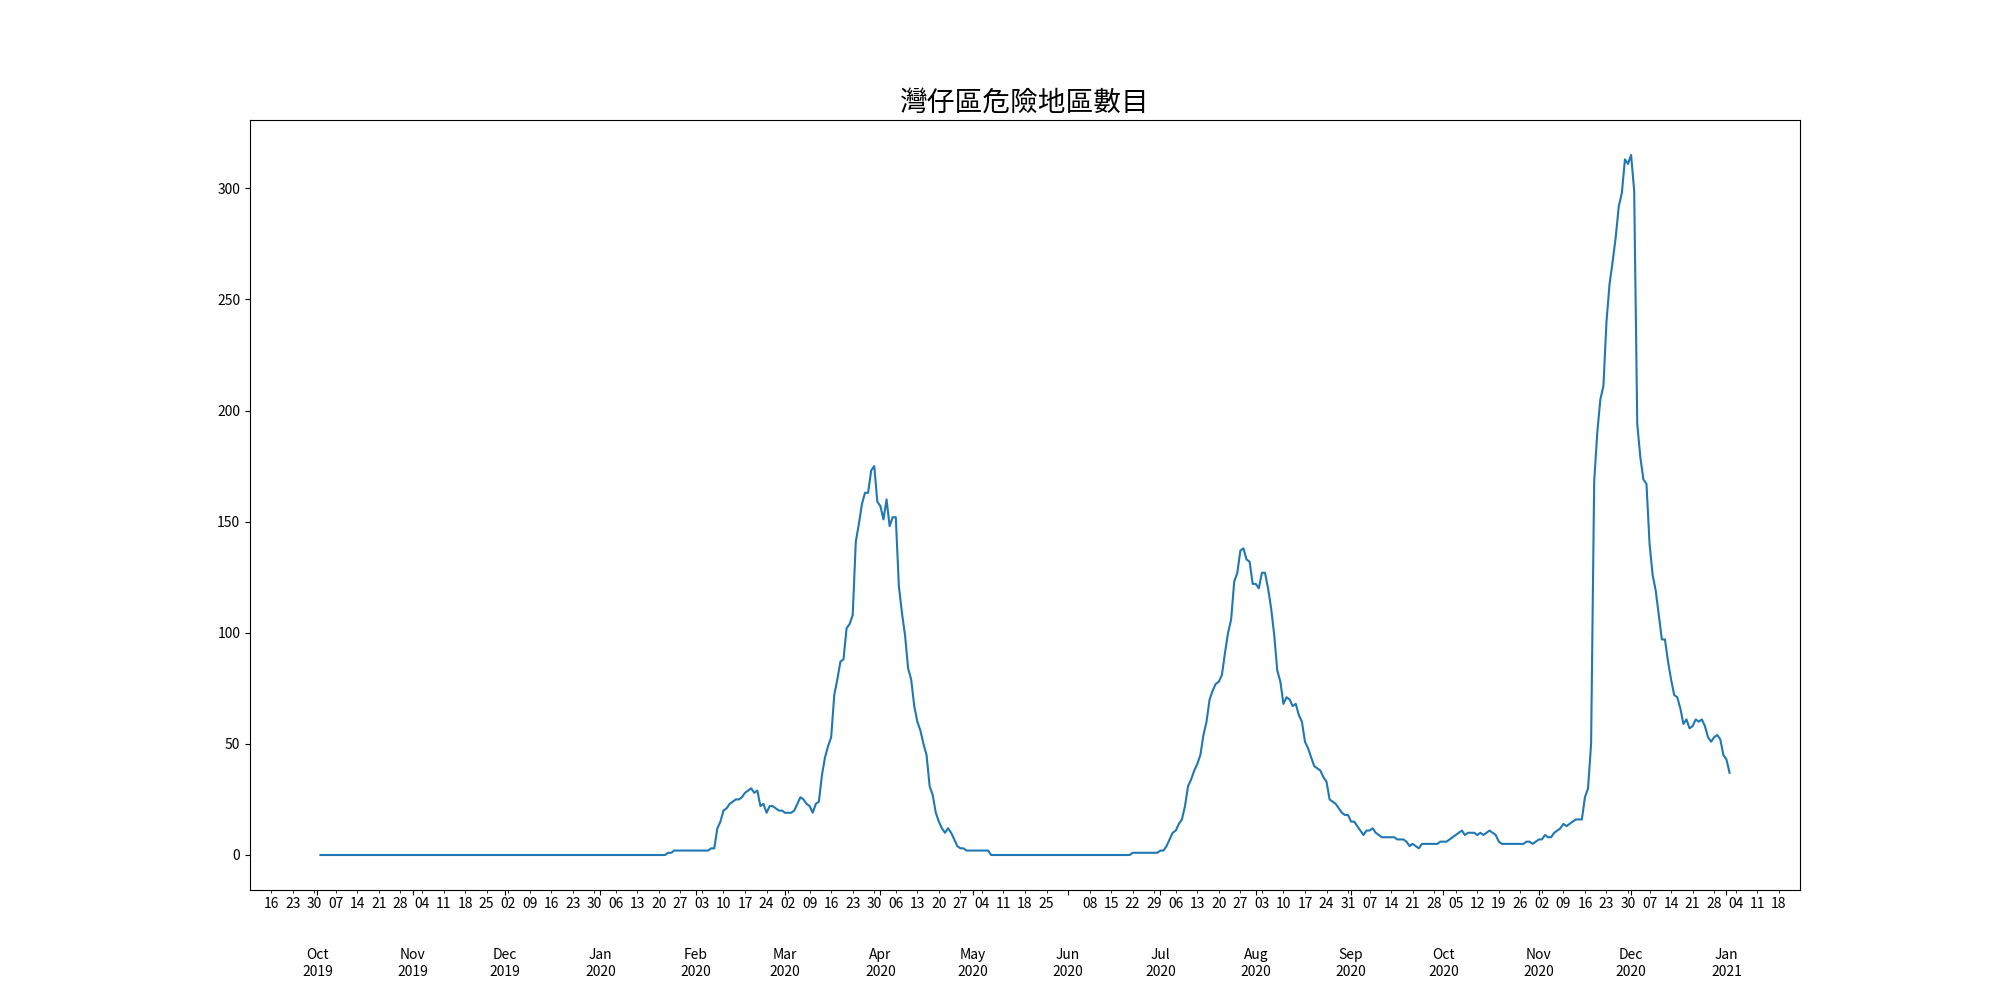 灣仔區危險地區數目
300
250
200
150
100
50
0
16 23 30 07 14 21 28 04 11 18 25 02 09 16 23 30 06 13 20 27 03 10 17 24 02 09 16 23 30 06 13 20 27 04 11 18 25 08 15 22 29 06 13 20 27 03 10 17 24 31 07 14 21 28 05 12 19 26 02 09 16 23 30 07 14 21 28 04 11 18
Oct Nov Dec Jan Feb Mar Apr May Jun Jul Aug Sep Oct Nov Dec Jan
2019 2019 2019 2020 2020 2020 2020 2020 2020 2020 2020 2020 2020 2020 2020 2021